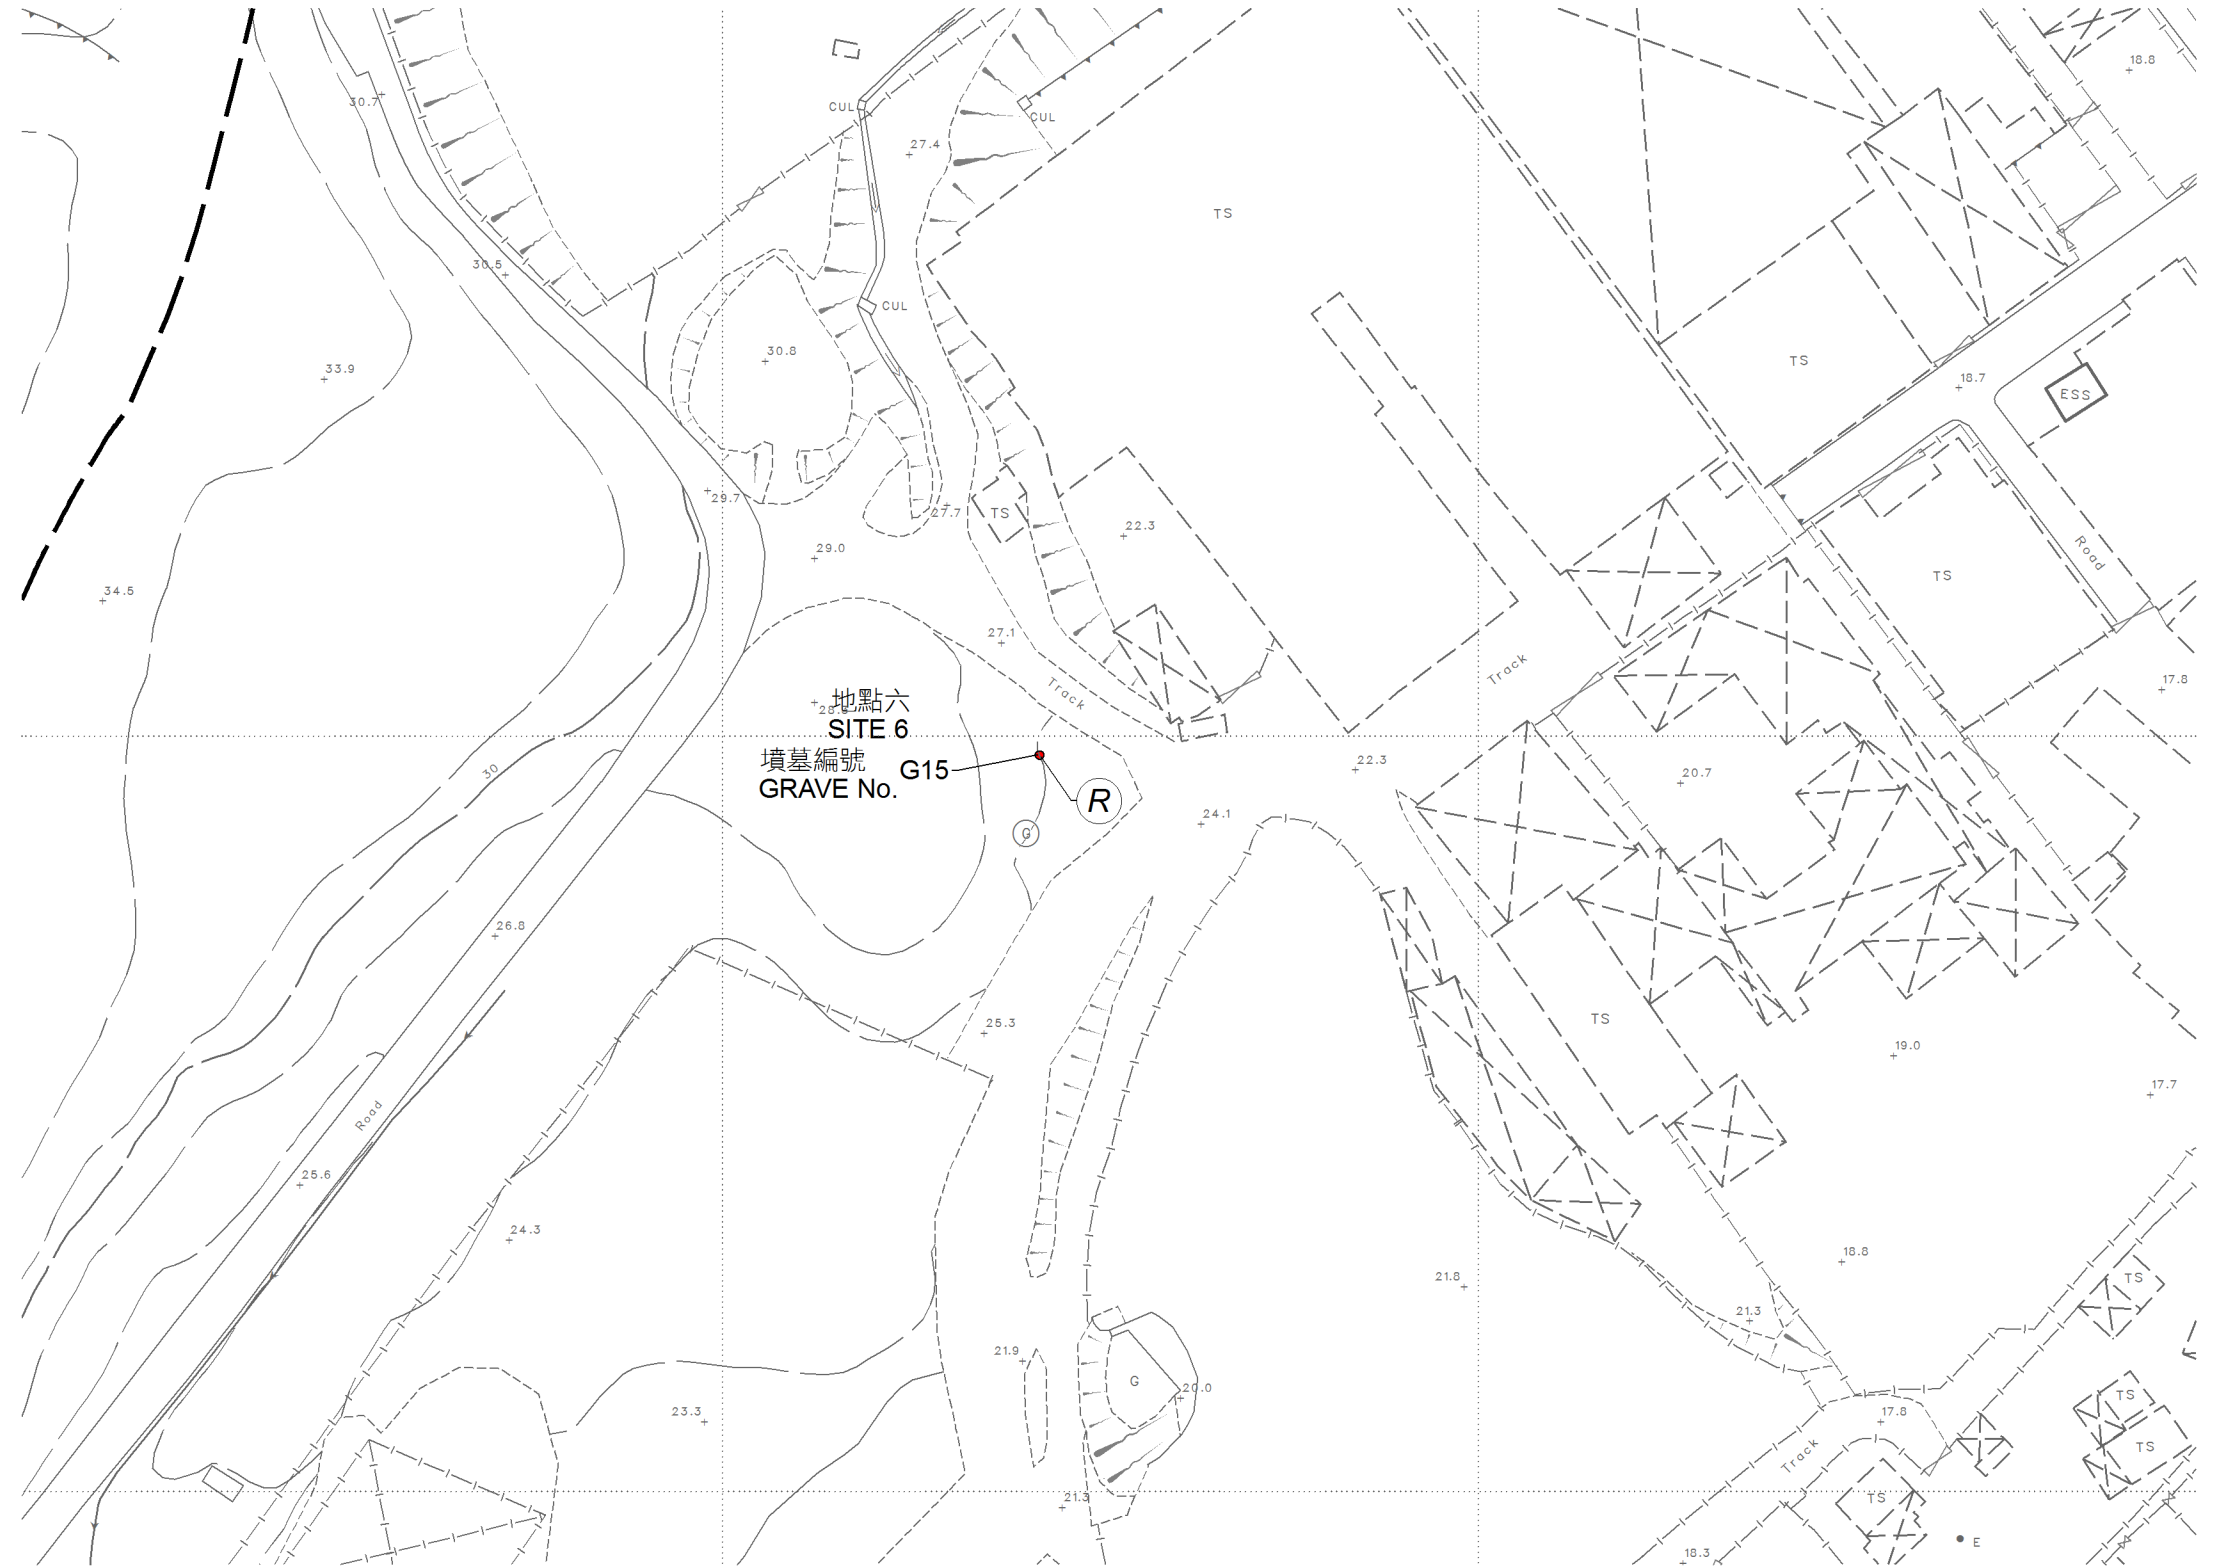 18.8
30.7
CUL
CUL
27.4
TS
30.5
CUL
30.8
TS
33.9
18.7
ESS
29.7
27.7
TS
22.3
29.0
TS
Road
34.5
27.1
Track
Track
17.8
地點六
SITE 6
墳墓編號
GRAVE No.
G15
R
30
22.3
20.7
24.1
G
26.8
25.3
TS
19.0
17.7
Road
25.6
24.3
18.8
21.8
TS
21.3
21.9
G
20.0
TS
23.3
17.8
TS
Track
21.3
TS
E
18.3